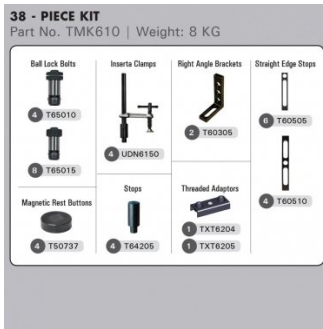 38 - PIECE KIT
Part No. TMK610 | Weight: 8 KG
Ball Lock Bolts
4 T65010
8 T65015
Magnetic Rest Buttons
4 T50737
Inserta Clamps
4 UDN6150
Stops
4 T64205
Right Angle Brackets
2 T60305
Threaded Adaptors
1 TXT6204
1 TXT6205
Straight Edge Stops
6 T60505
4 T60510